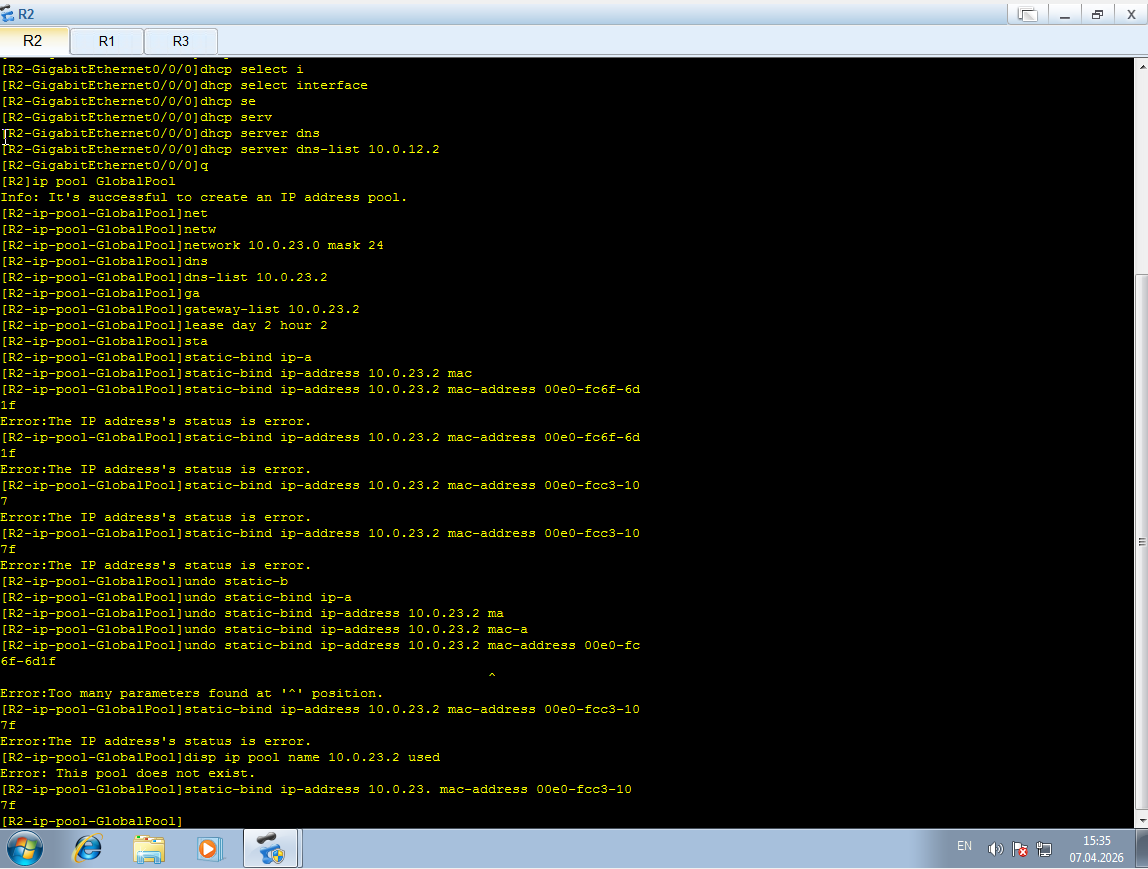 R2
R2 R1 R3
[R2-GigabitEthernet0/0/0]dhcp select i
[R2-GigabitEthernet0/0/0]dhcp select interface
[R2-GigabitEthernet0/0/0]dhcp se
[R2-GigabitEthernet0/0/0]dhcp serv
[R2-GigabitEthernet0/0/0]dhcp server dns
[R2-GigabitEthernet0/0/0]dhcp server dns-list 10.0.12.2
[R2-GigabitEthernet0/0/0]q
[R2]ip pool GlobalPool
Info: It's successful to create an IP address pool.
[R2-ip-pool-GlobalPool]net
[R2-ip-pool-GlobalPool]netw
[R2-ip-pool-GlobalPool]network 10.0.23.0 mask 24
[R2-ip-pool-GlobalPool]dns
[R2-ip-pool-GlobalPool]dns-list 10.0.23.2
[R2-ip-pool-GlobalPool]ga
[R2-ip-pool-GlobalPool]gateway-list 10.0.23.2
[R2-ip-pool-GlobalPool]lease day 2 hour 2
[R2-ip-pool-GlobalPool]sta
[R2-ip-pool-GlobalPool]static-bind ip-a
[R2-ip-pool-GlobalPool]static-bind ip-address 10.0.23.2 mac
[R2-ip-pool-GlobalPool]static-bind ip-address 10.0.23.2 mac-address 00e0-fc6f-6d
1f
Error:The IP address's status is error.
[R2-ip-pool-GlobalPool]static-bind ip-address 10.0.23.2 mac-address 00e0-fc6f-6d
1f
Error:The IP address's status is error.
[R2-ip-pool-GlobalPool]static-bind ip-address 10.0.23.2 mac-address 00e0-fcc3-10
7
Error:The IP address's status is error.
[R2-ip-pool-GlobalPool]static-bind ip-address 10.0.23.2 mac-address 00e0-fcc3-10
7f
Error:The IP address's status is error.
[R2-ip-pool-GlobalPool]undo static-b
[R2-ip-pool-GlobalPool]undo static-bind ip-a
[R2-ip-pool-GlobalPool]undo static-bind ip-address 10.0.23.2 ma
[R2-ip-pool-GlobalPool]undo static-bind ip-address 10.0.23.2 mac-a
[R2-ip-pool-GlobalPool]undo static-bind ip-address 10.0.23.2 mac-address 00e0-fc
6f-6d1f
^
Error:Too many parameters found at '^' position.
[R2-ip-pool-GlobalPool]static-bind ip-address 10.0.23.2 mac-address 00e0-fcc3-10
7f
Error:The IP address's status is error.
[R2-ip-pool-GlobalPool]disp ip pool name 10.0.23.2 used
Error: This pool does not exist.
[R2-ip-pool-GlobalPool]static-bind ip-address 10.0.23. mac-address 00e0-fcc3-10
7f
[R2-ip-pool-GlobalPool]
EN
15:35
07.04.2026